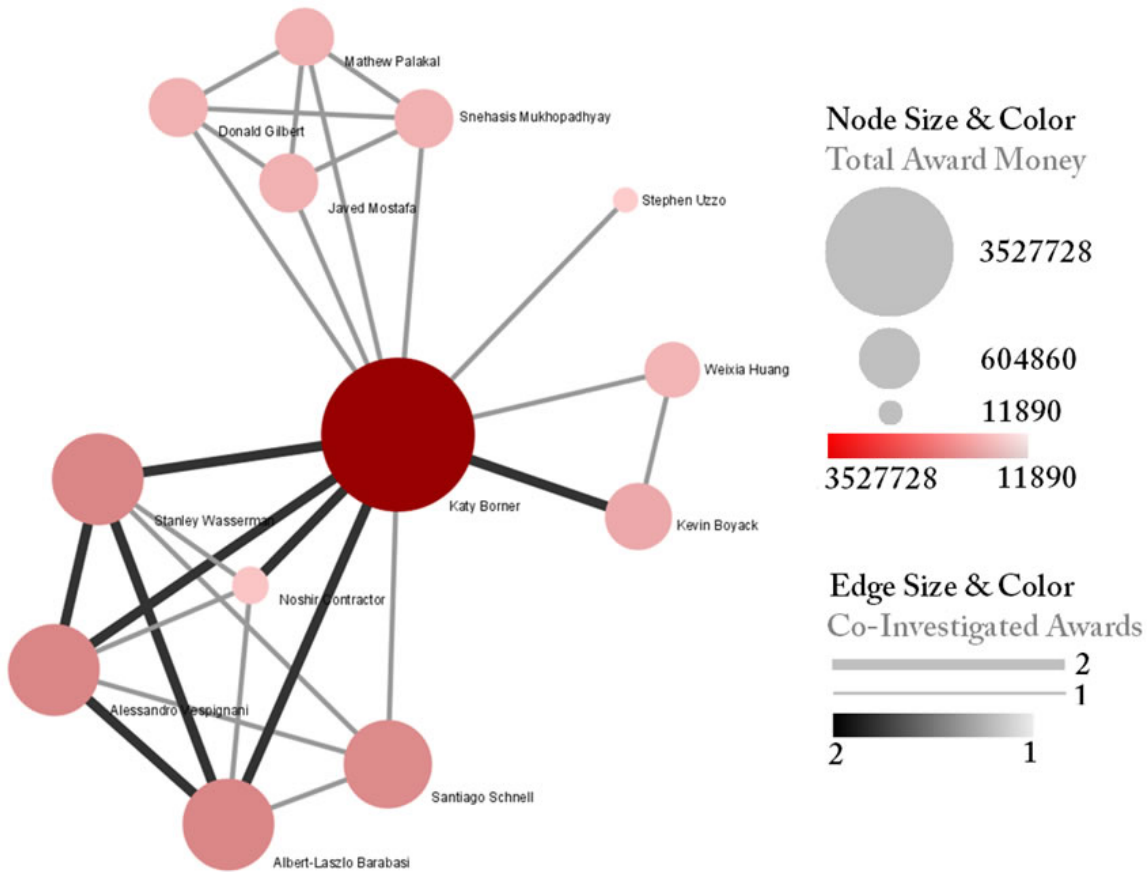 Mathew Palakal
Snehasis Mukhopadhyay
Donald Gilbert
Javed Mostafa
Stephen Uzzo
Weixia Huang
Katy Borner
Kevin Boyack
Stanley Wasserman
Noshir Contractor
Alessandro Vespignani
Santiago Schnell
Albert-Laszlo Barabasi
Node Size & Color
Total Award Money
3527728
604860
11890
3527728 11890
Edge Size & Color
Co-Investigated Awards
2
1
2 1